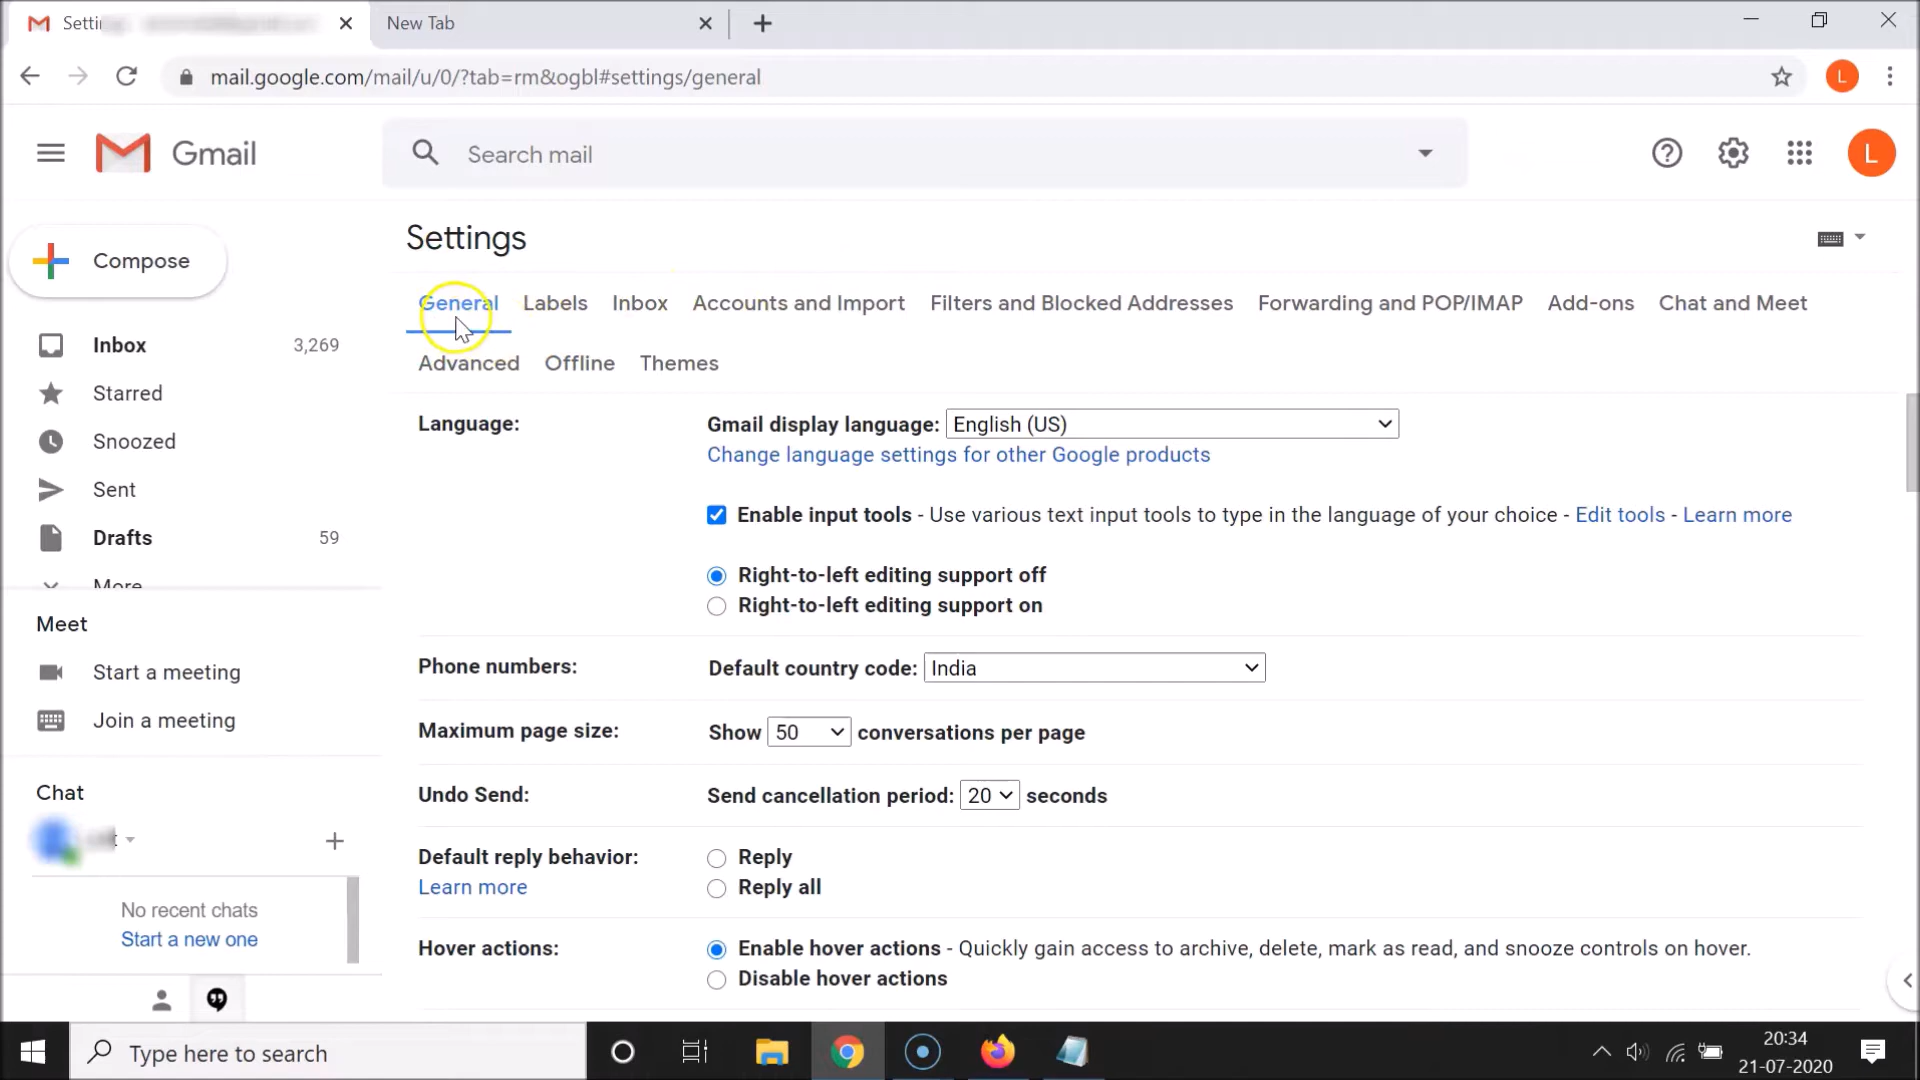 New Tab
mail.google.com/mail/u/0/?tab=rm&ogbl#settings/general
L
Gmail
Search mail
L
Settings
Compose
General Labels Inbox Accounts and Import Filters and Blocked Addresses Forwarding and POP/IMAP Add-ons Chat and Meet
Advanced Offline Themes
Inbox 3,269
Starred
Snoozed
Sent
Drafts 59
More
Meet
Start a meeting
Join a meeting
Chat
No recent chats
Start a new one
Language: Gmail display language: English (US)
Change language settings for other Google products
Enable input tools - Use various text input tools to type in the language of your choice - Edit tools - Learn more
Right-to-left editing support off
Right-to-left editing support on
Phone numbers: Default country code: India
Maximum page size: Show 50 conversations per page
Undo Send: Send cancellation period: 20 seconds
Default reply behavior: Reply
Learn more Reply all
Hover actions: Enable hover actions - Quickly gain access to archive, delete, mark as read, and snooze controls on hover.
Disable hover actions
Type here to search
20:34
21-07-2020